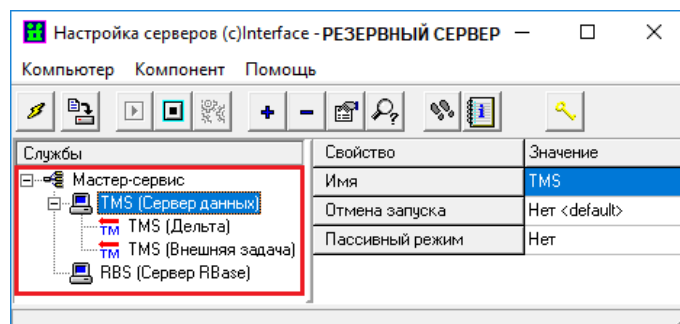 Настройка серверов (c)Interface - РЕЗЕРВНЫЙ СЕРВЕР
Компьютер Компонент Помощь
Службы
Свойство Значение
Мастер-сервис
Имя TMS
TMS (Сервер данных)
Отмена запуска Нет <default>
TMS (Дельта)
Пассивный режим Нет
TMS (Внешняя задача)
RBS (Сервер RBase)